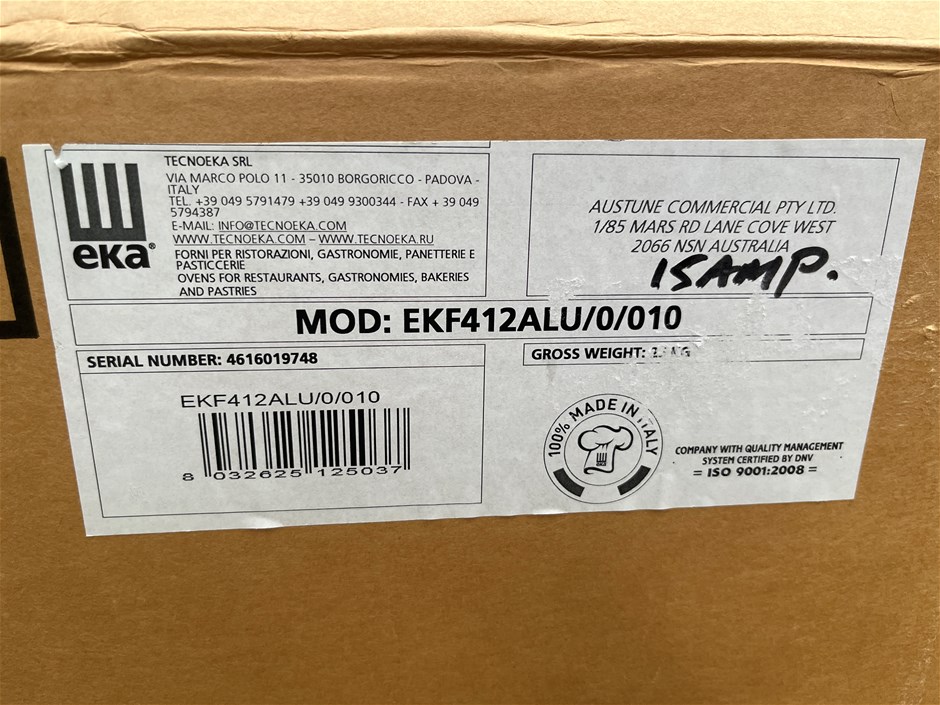 eka®
TECNOEKA SRL
VIA MARCO POLO 11 - 35010 BORGORICCO - PADOVA -
ITALY
TEL. +39 049 5791479 +39 049 9300344 - FAX + 39 049
5794387
E-MAIL: INFO@TECNOEKA.COM
WWW.TECNOEKA.COM – WWW.TECNOEKA.RU
FORNI PER RISTORAZIONI, GASTRONOMIE, PANETTERIE E
PASTICCERIE
OVENS FOR RESTAURANTS, GASTRONOMIES, BAKERIES
AND PASTRIES
AUSTUNE COMMERCIAL PTY LTD.
1/85 MARS RD LANE COVE WEST
2066 NSN AUSTRALIA
15AMP.
MOD: EKF412ALU/0/010
SERIAL NUMBER: 4616019748
GROSS WEIGHT:
EKF412ALU/0/010
8 032625 125037
100% MADE IN ITALY
eka
COMPANY WITH QUALITY MANAGEMENT
SYSTEM CERTIFIED BY DNV
= ISO 9001:2008 =